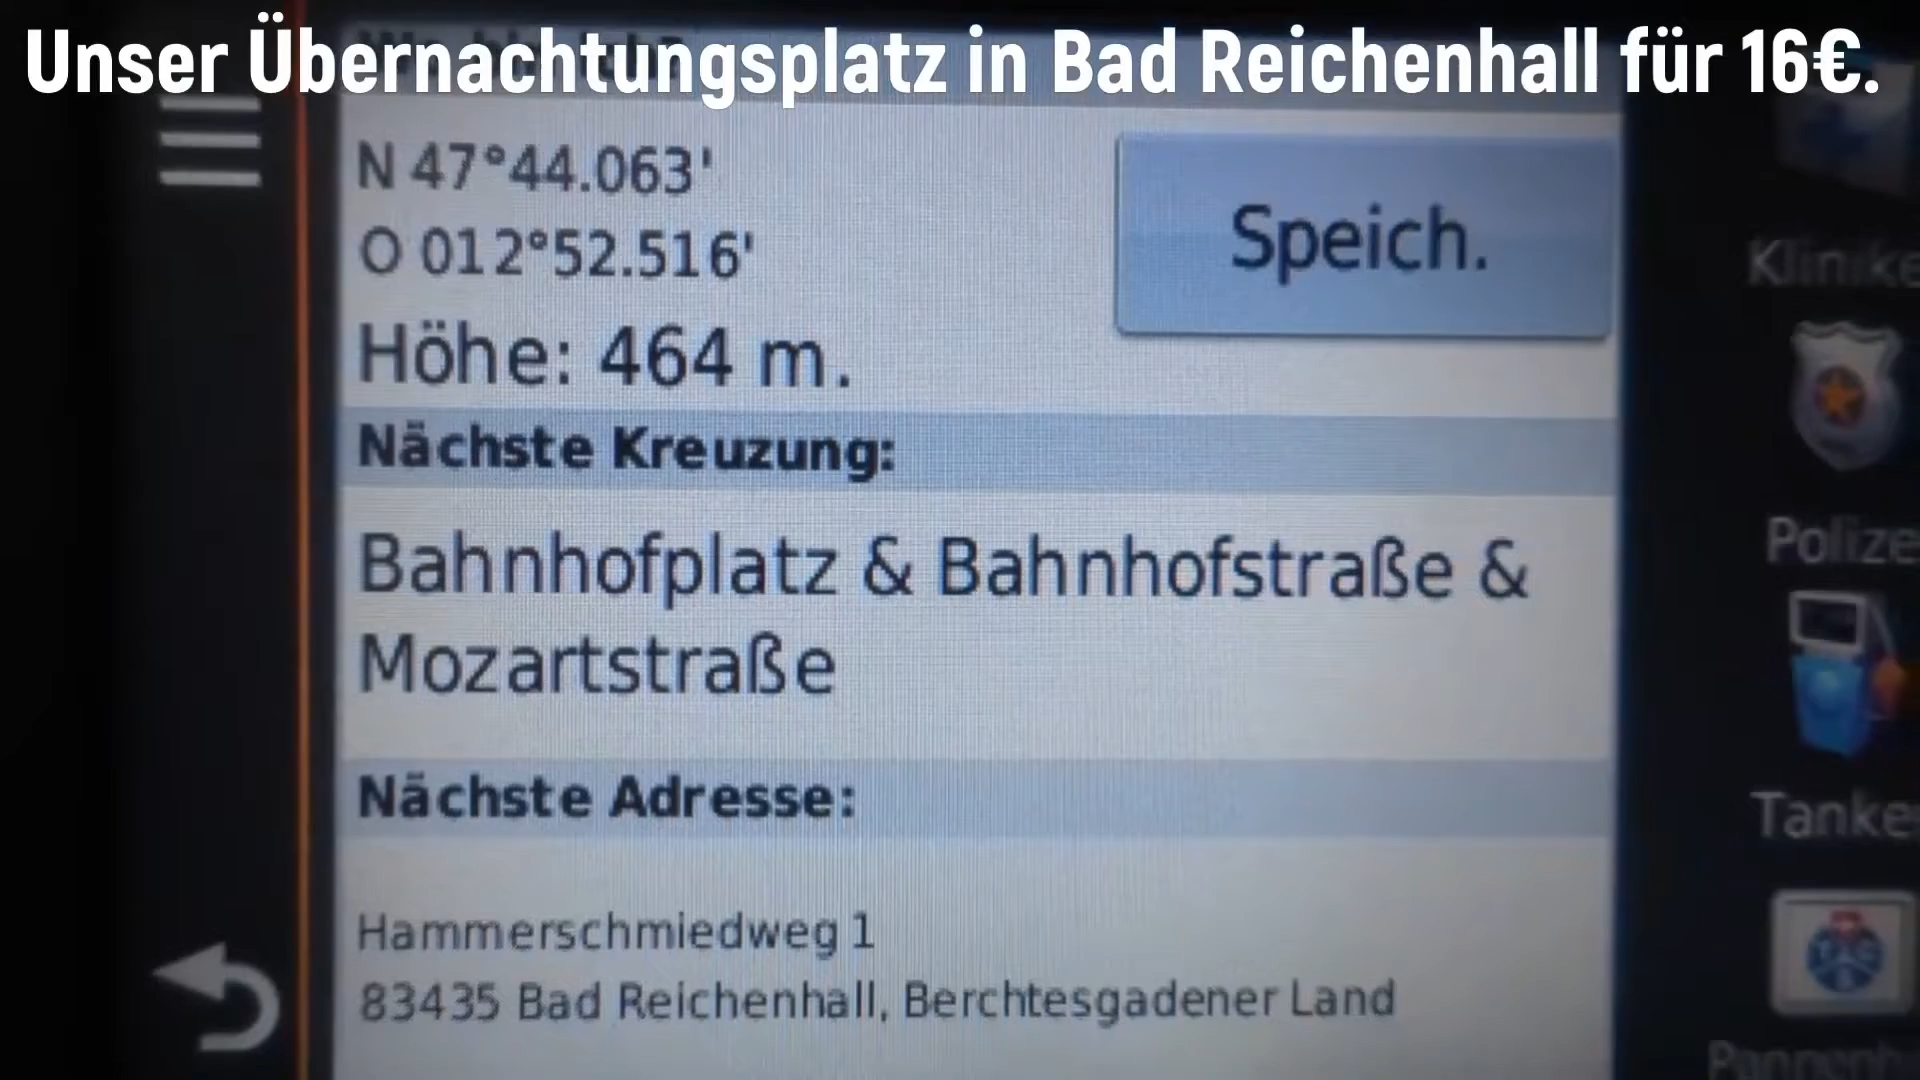 Unser Übernachtungsplatz in Bad Reichenhall für 16€.
N 47°44.063'
O 012°52.516'
Speich.
Höhe: 464 m.
Nächste Kreuzung:
Bahnhofplatz & Bahnhofstraße &
Mozartstraße
Nächste Adresse:
Hammerschmiedweg 1
83435 Bad Reichenhall, Berchtesgadener Land
Klinike
Polize
Tanke